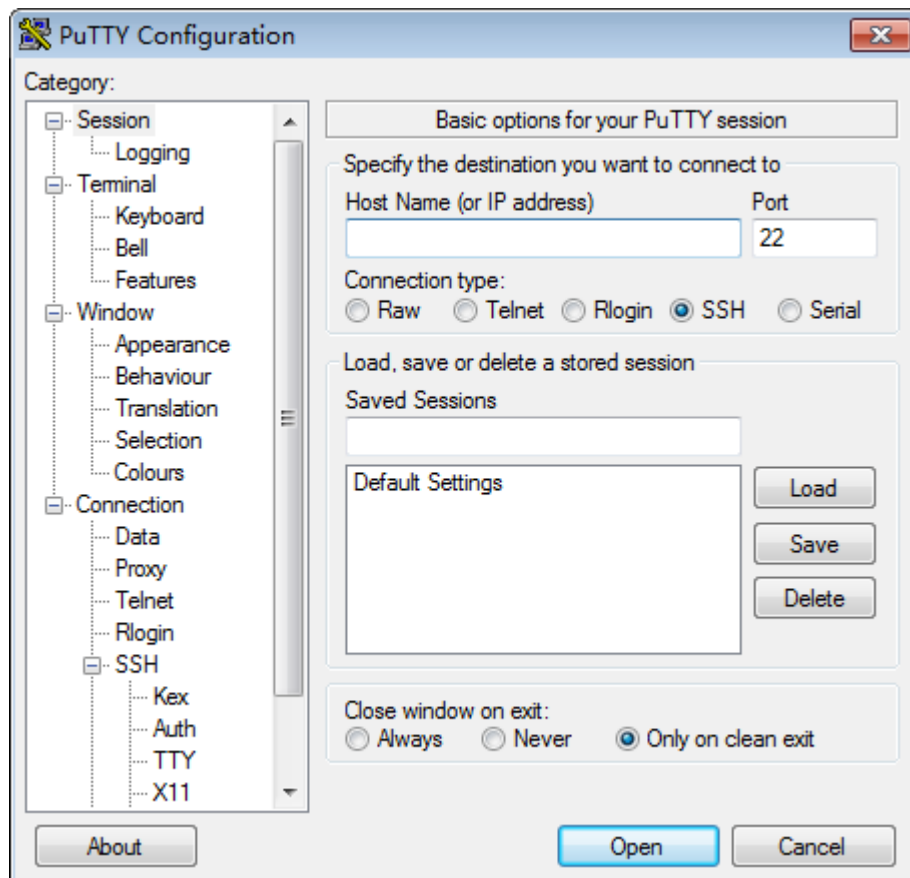 PuTTY Configuration
Category:
Session
Logging
Terminal
Keyboard
Bell
Features
Window
Appearance
Behaviour
Translation
Selection
Colours
Connection
Data
Proxy
Telnet
Rlogin
SSH
Kex
Auth
TTY
X11
Basic options for your PuTTY session
Specify the destination you want to connect to
Host Name (or IP address) Port
22
Connection type:
Raw Telnet Rlogin SSH Serial
Load, save or delete a stored session
Saved Sessions
Default Settings
Load
Save
Delete
Close window on exit:
Always Never Only on clean exit
About Open Cancel